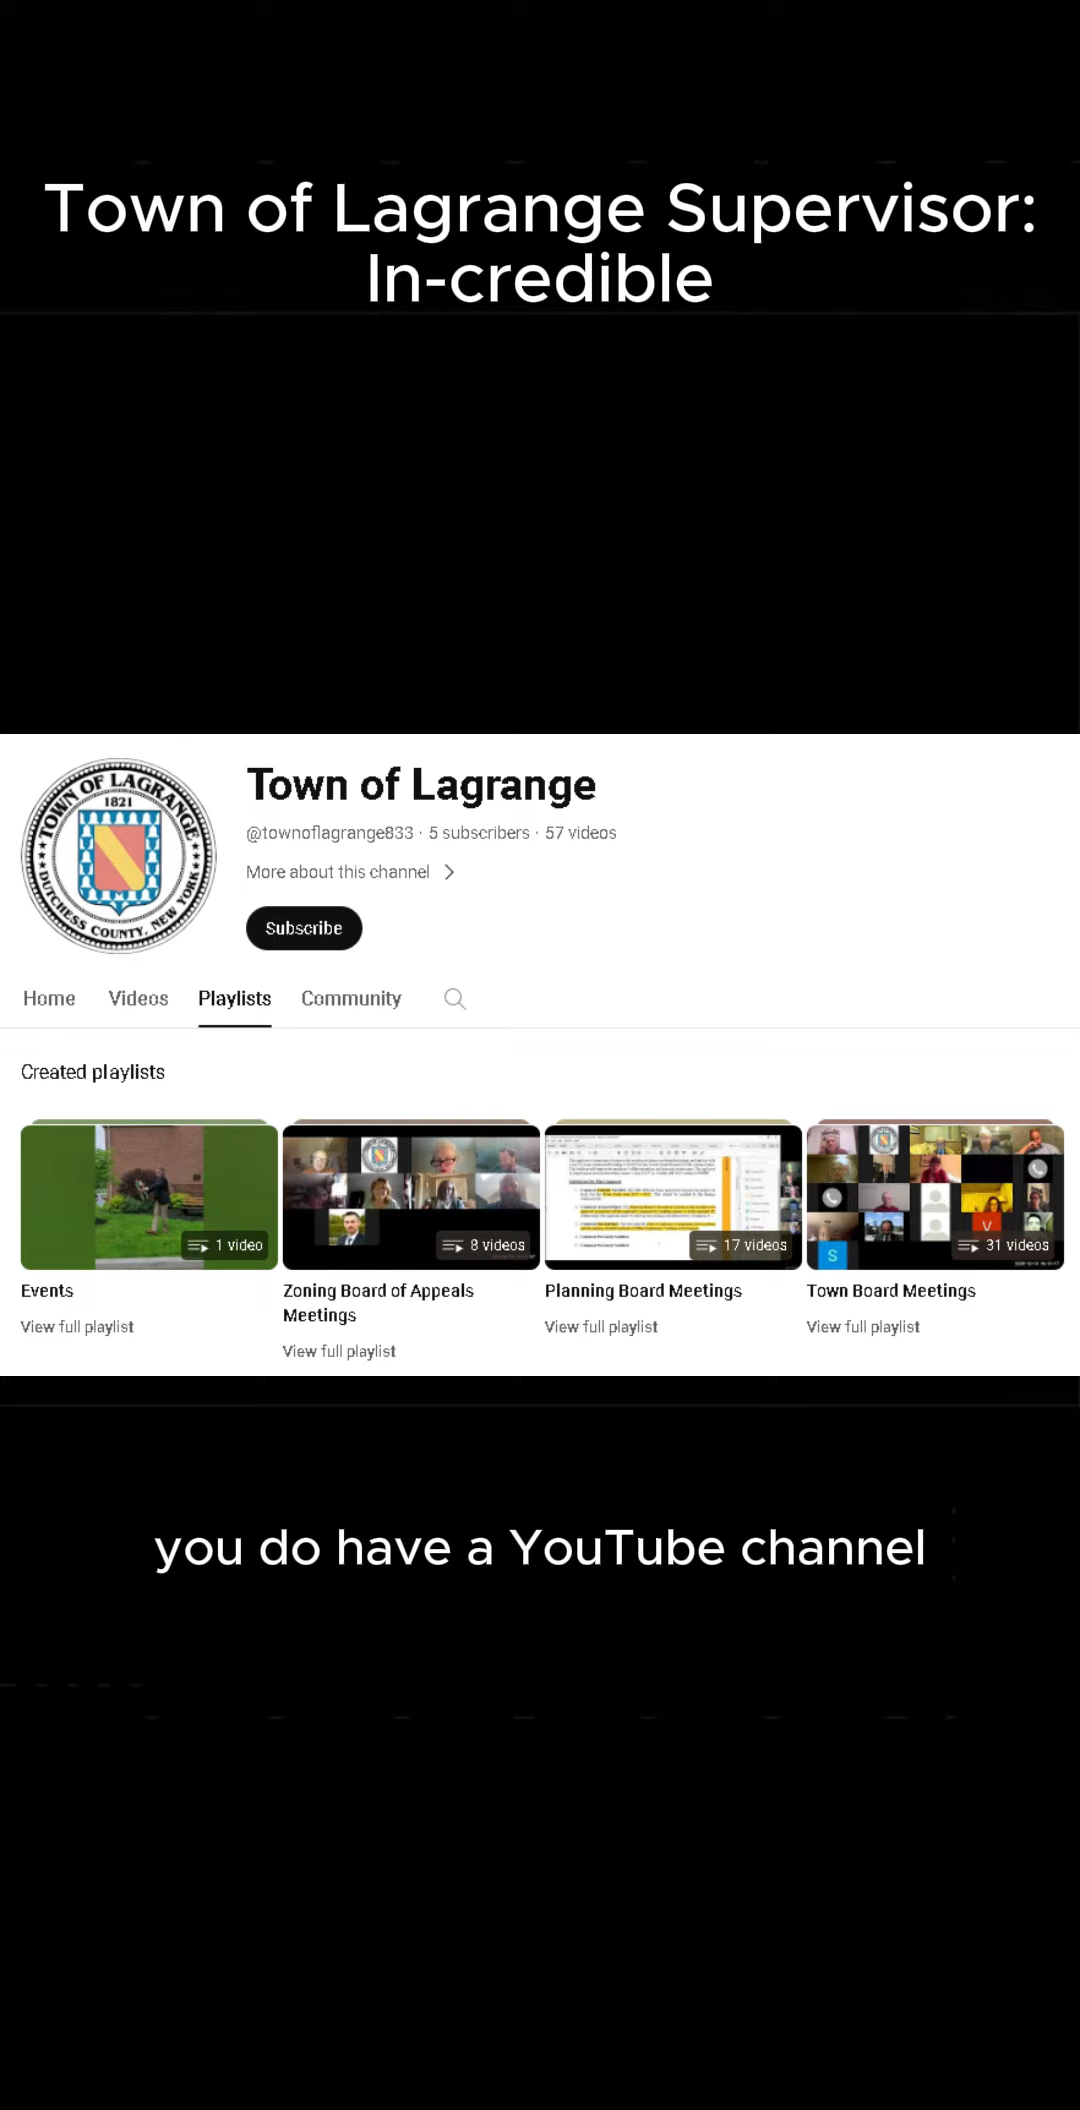 Town of Lagrange Supervisor:
In-credible
TOWN OF LAGRANGE
1821
DUTCHESS COUNTY, NEW YORK
Town of Lagrange
@townoflagrange833 · 5 subscribers · 57 videos
More about this channel
Subscribe
Home Videos Playlists Community
Created playlists
1 video
8 videos
17 videos
V
S
31 videos
Events
Zoning Board of Appeals
Meetings
Planning Board Meetings
Town Board Meetings
View full playlist
View full playlist
View full playlist
View full playlist
you do have a YouTube channel